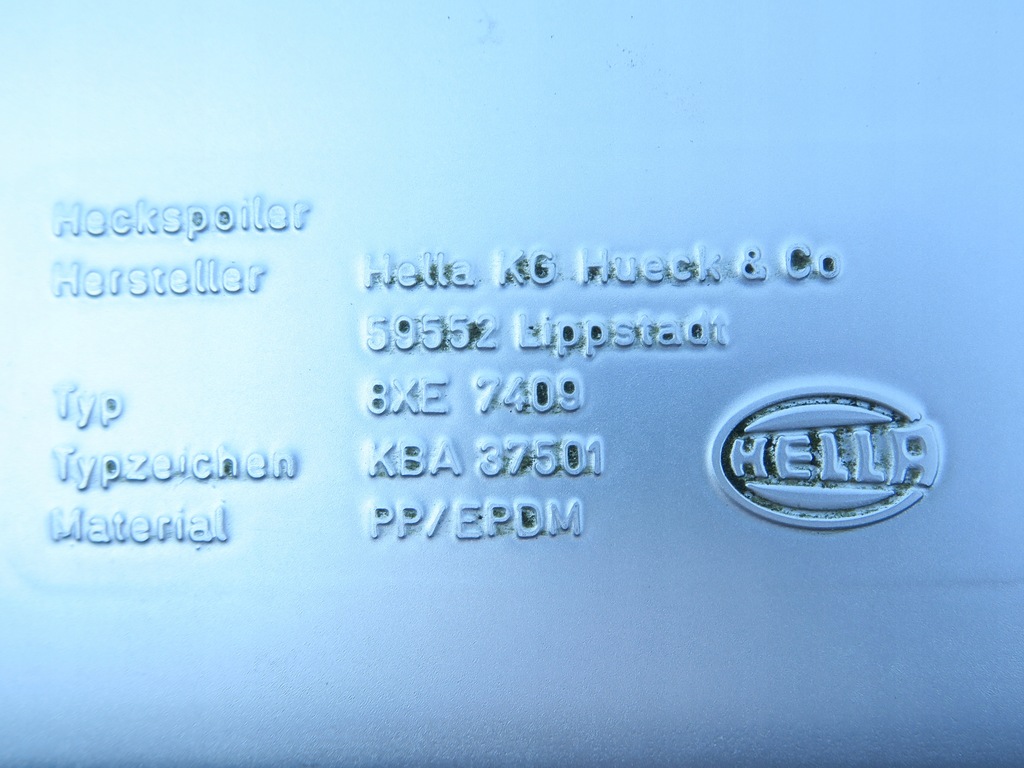 Heckspoiler
Hersteller Hella KG Hueck & Co
59552 Lippstadt
Typ 8XE 7409
Typzeichen KBA 37501
Material PP/EPDM
HELLA